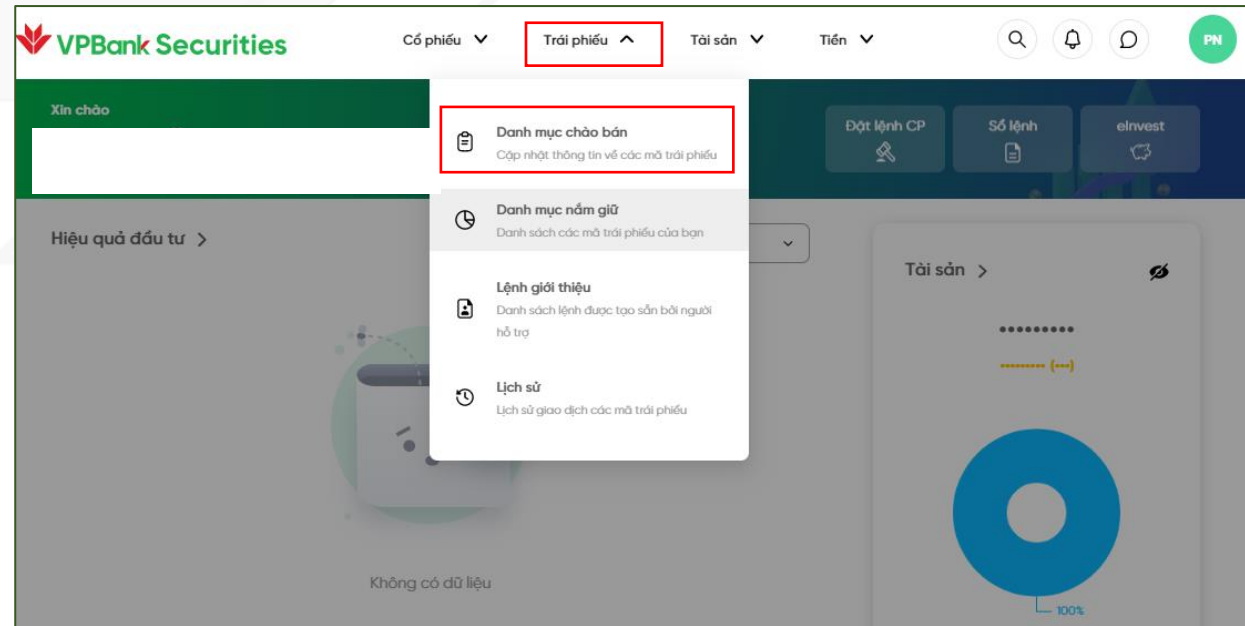 VPBank Securities
Cổ phiếu
Trái phiếu
Tài sản
Tiền
PN
Xin chào
Đặt lệnh CP
Sổ lệnh
eInvest
Danh mục chào bán
Cập nhật thông tin về các mã trái phiếu
Danh mục nắm giữ
Danh sách các mã trái phiếu của bạn
Lệnh giới thiệu
Danh sách lệnh được tạo sẵn bởi người
hỗ trợ
Lịch sử
Lịch sử giao dịch các mã trái phiếu
Hiệu quả đầu tư >
Không có dữ liệu
Tài sản >
•••••••••
--------- (---)
100%